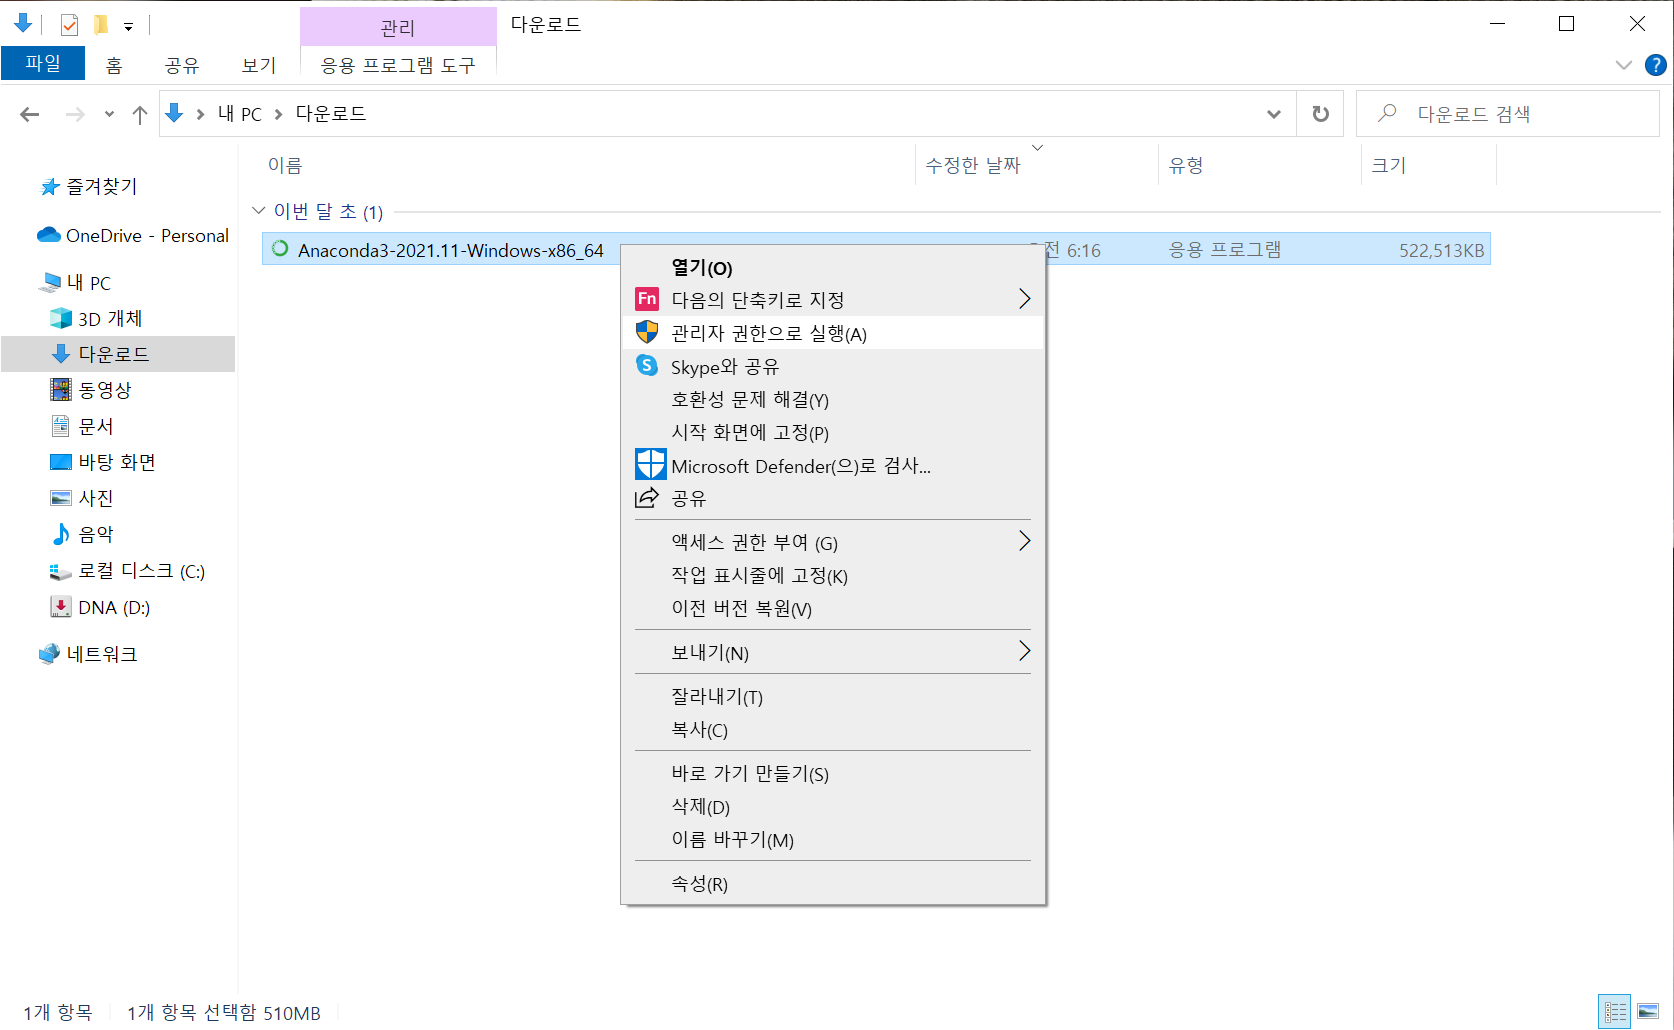 관리
다운로드
파일
홈
공유
보기
응용 프로그램 도구
?
내 PC
다운로드
다운로드 검색
이름
수정한 날짜
유형
크기
즐겨찾기
OneDrive - Personal
내 PC
3D 개체
다운로드
동영상
문서
바탕 화면
사진
음악
로컬 디스크 (C:)
DNA (D:)
네트워크
이번 달 초 (1)
Anaconda3-2021.11-Windows-x86_64
전 6:16
응용 프로그램
522,513KB
열기(O)
Fn 다음의 단축키로 지정
관리자 권한으로 실행(A)
S Skype와 공유
호환성 문제 해결(Y)
시작 화면에 고정(P)
Microsoft Defender(으)로 검사...
공유
액세스 권한 부여 (G)
작업 표시줄에 고정(K)
이전 버전 복원(V)
보내기(N)
잘라내기(T)
복사(C)
바로 가기 만들기(S)
삭제(D)
이름 바꾸기(M)
속성(R)
1개 항목
1개 항목 선택함 510MB